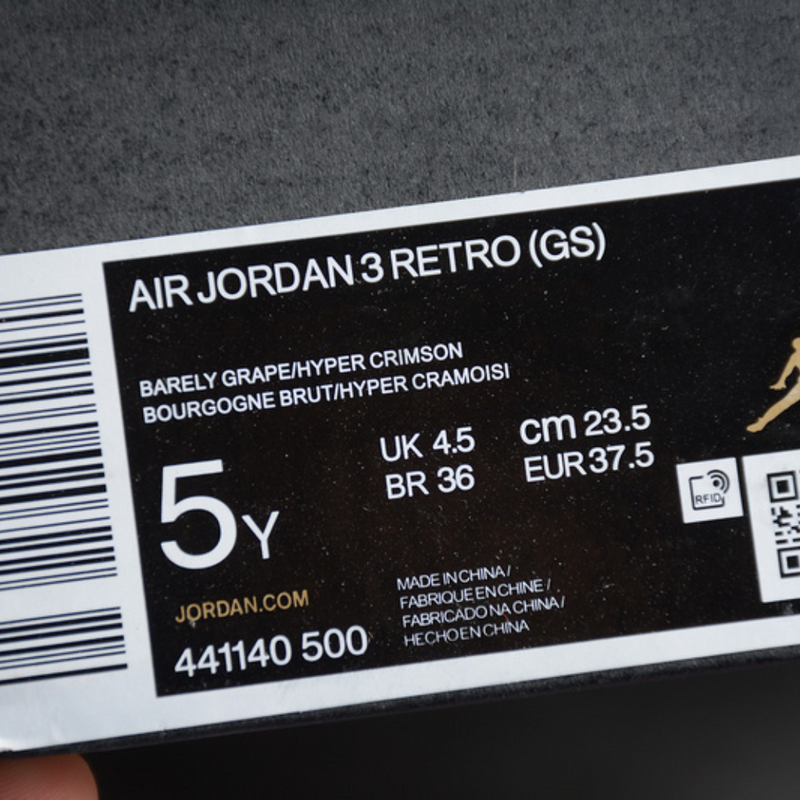 AIR JORDAN 3 RETRO (GS)
BARELY GRAPE/HYPER CRIMSON
BOURGOGNE BRUT/HYPER CRAMOISI
5Y
UK 4.5
BR 36
cm 23.5
EUR 37.5
RFID
JORDAN.COM
441140 500
MADE IN CHINA /
FABRIQUE EN CHINE /
FABRICADO NA CHINA /
HECHO EN CHINA